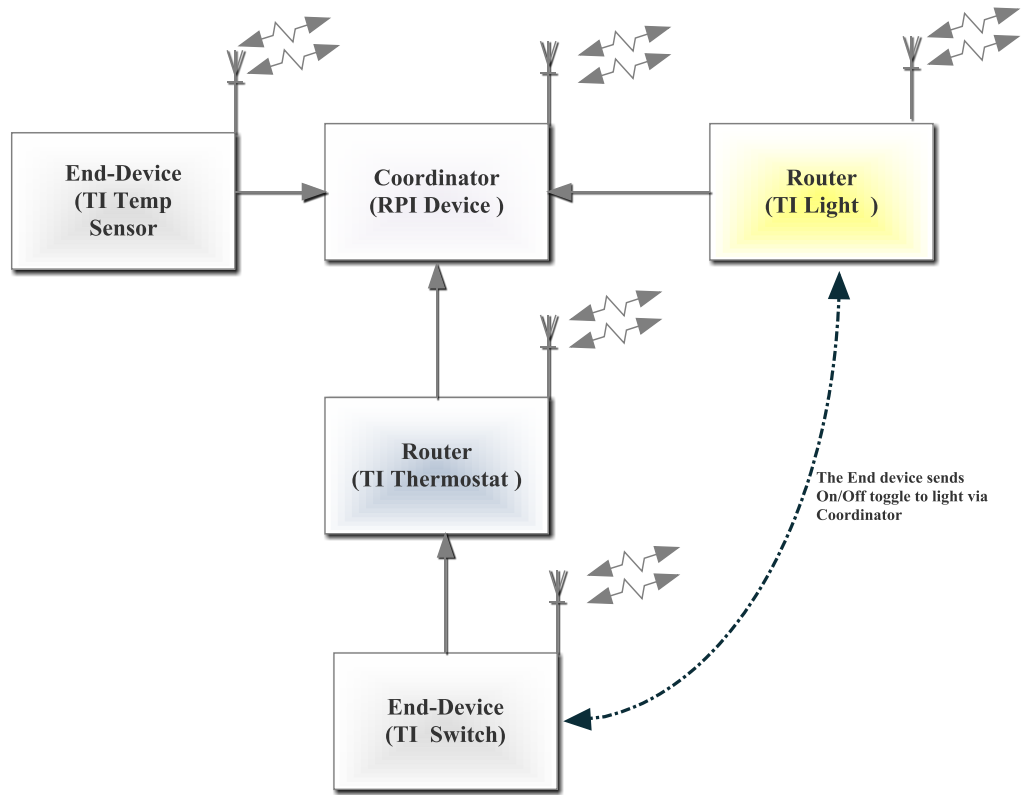 End-Device
(TI Temp
Sensor
Coordinator
(RPI Device )
Router
(TI Light  )
Router
(TI Thermostat )
The End device sends
On/Off toggle to light via
Coordinator
End-Device
(TI  Switch)